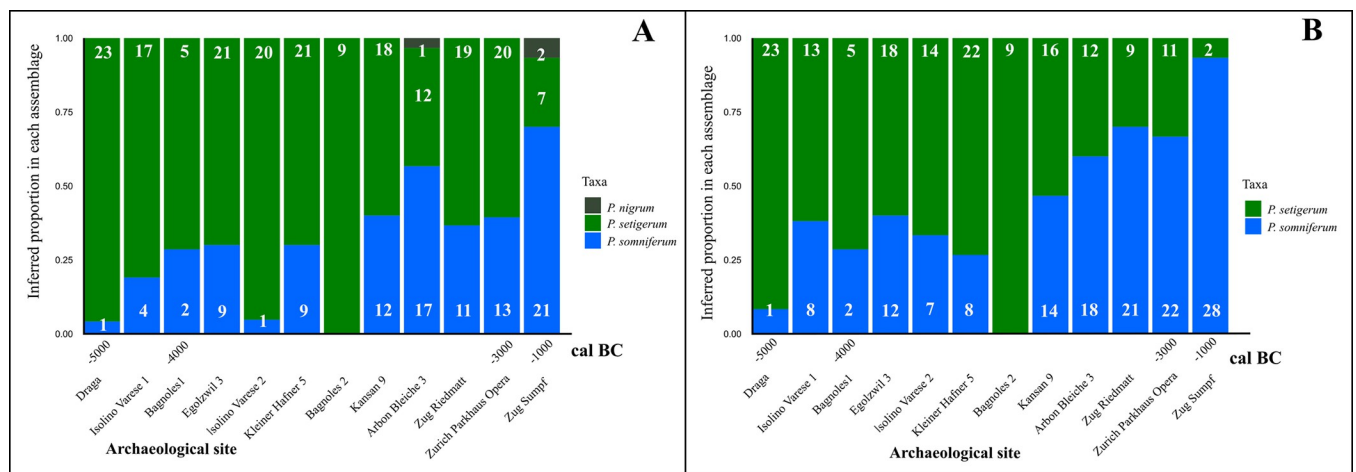 A
Inferred proportion in each assemblage
1.00
0.75
0.50
0.25
0.00
23 17 5 21 20 21 9 18 1 19 20 2
12 7
1 4 2 9 1 9 12 17 11 13 21
Taxa
P. nigrum
P. setigerum
P. somniferum
-5000 -4000 -3000 -1000 cal BC
Draga
Isolino Varese 1
Bagnoles1
Egolzwil 3
Isolino Varese 2
Kleiner Hafner 5
Bagnoles 2
Kansan 9
Arbon Bleiche 3
Zug Riedmatt
Zurich Parkhaus Opera
Zug Sumpf
Archaeological site
B
Inferred proportion in each assemblage
1.00
0.75
0.50
0.25
0.00
23 13 5 18 14 22 9 16 12 9 11 2
1 8 2 12 7 8 14 18 21 22 28
Taxa
P. setigerum
P. somniferum
-5000 -4000 -3000 -1000 cal BC
Draga
Isolino Varese 1
Bagnoles1
Egolzwil 3
Isolino Varese 2
Kleiner Hafner 5
Bagnoles 2
Kansan 9
Arbon Bleiche 3
Zug Riedmatt
Zurich Parkhaus Opera
Zug Sumpf
Archaeological site